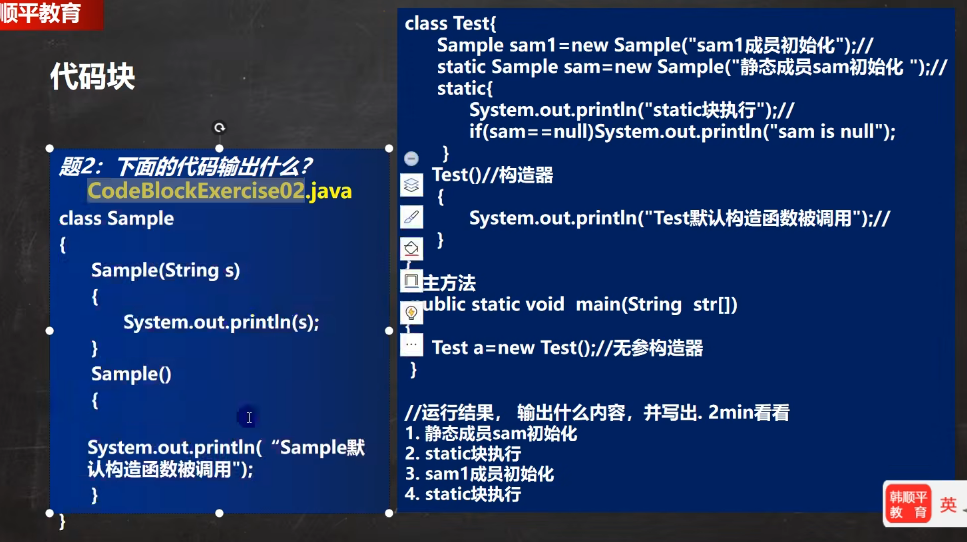 顺平教育
代码块
题2：下面的代码输出什么？
CodeBlockExercise02.java
class Sample
{
Sample(String s)
{
System.out.println(s);
}
Sample()
{
System.out.println(“Sample默
认构造函数被调用");
}
}
class Test{
Sample sam1=new Sample("sam1成员初始化");//
static Sample sam=new Sample("静态成员sam初始化 ");//
static{
System.out.println("static块执行");//
if(sam==null)System.out.println("sam is null");
}
Test()//构造器
{
System.out.println("Test默认构造函数被调用");//
}
主方法
ublic static void main(String str[])
Test a=new Test();//无参构造器
}
//运行结果， 输出什么内容，并写出. 2min看看
1. 静态成员sam初始化
2. static块执行
3. sam1成员初始化
4. static块执行
韩顺平
教 育
英